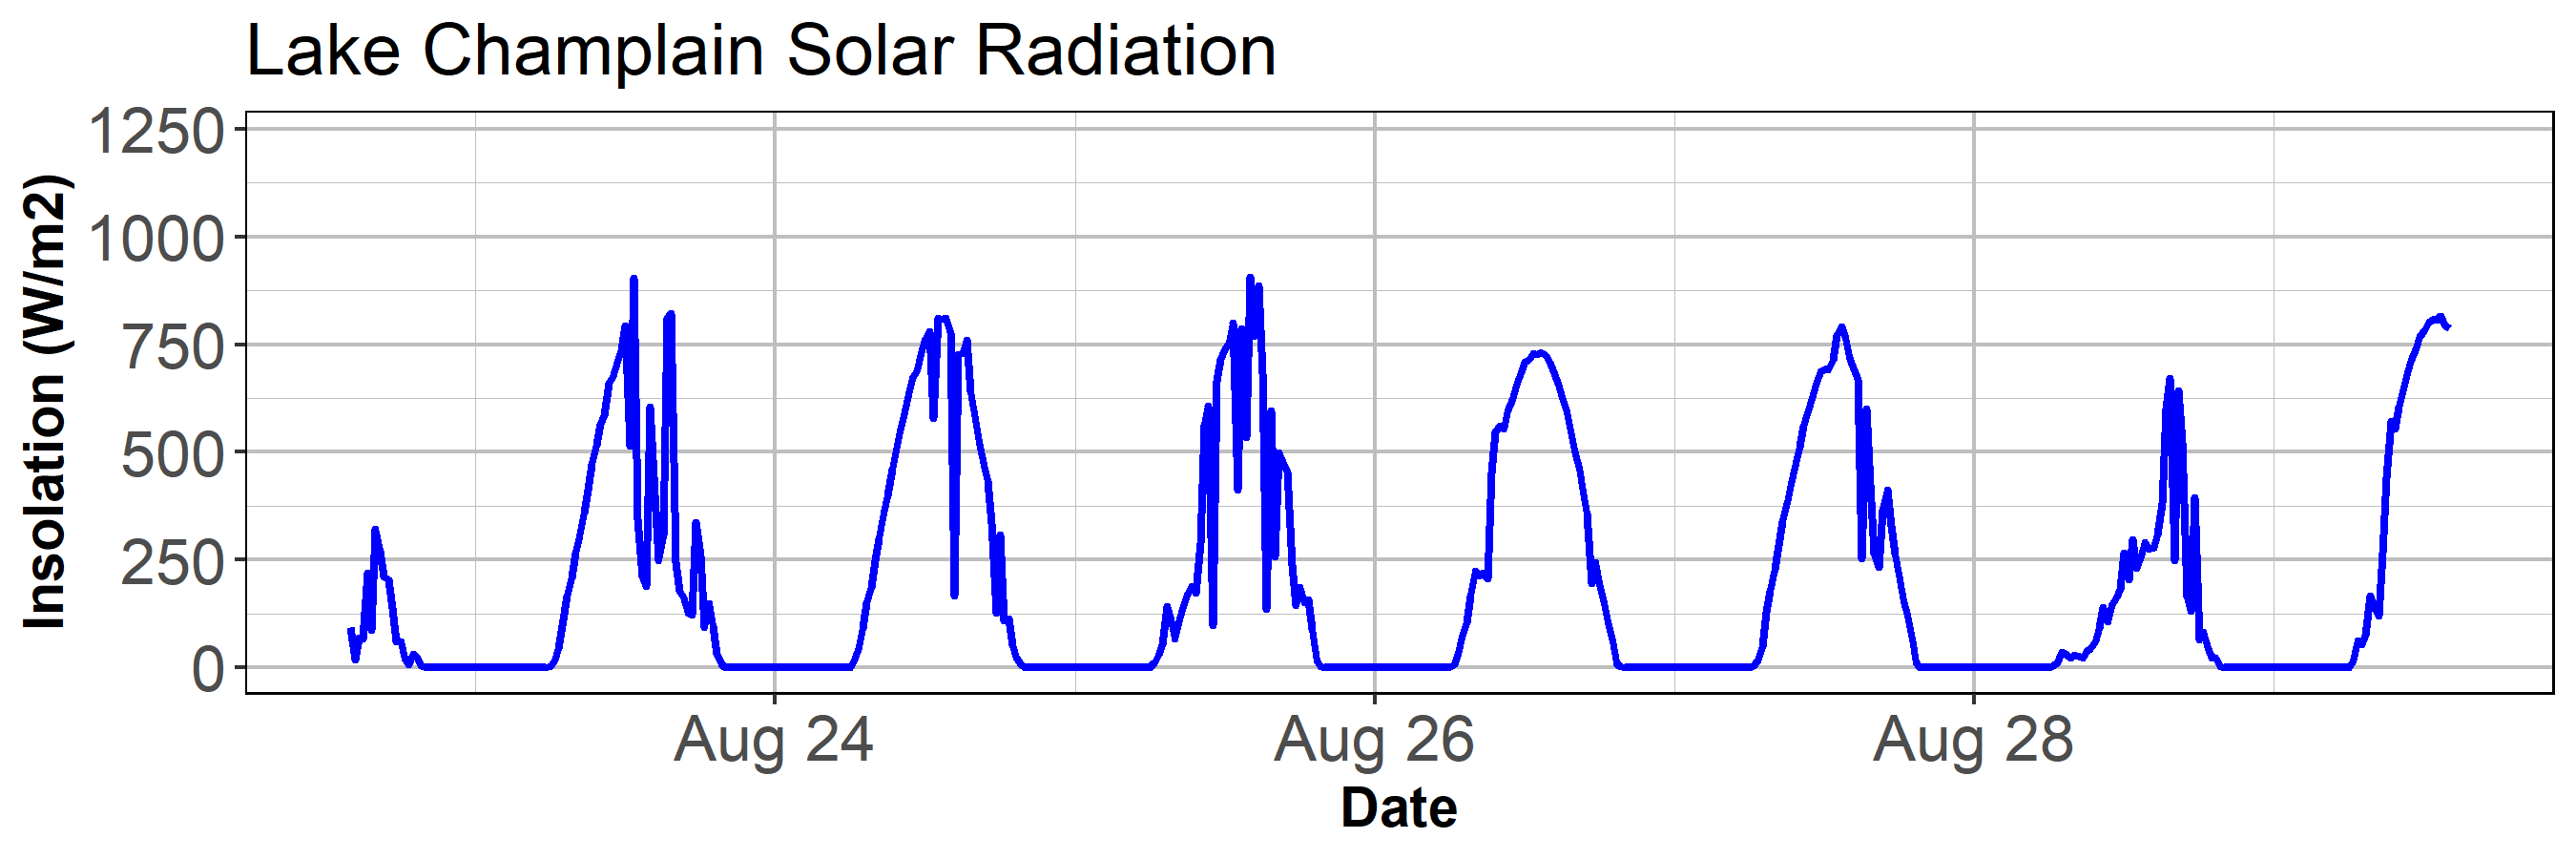 Lake Champlain Solar Radiation
1250
1000
750
500
250
0
Insolation (W/m2)
Aug 24
Aug 26
Aug 28
Date